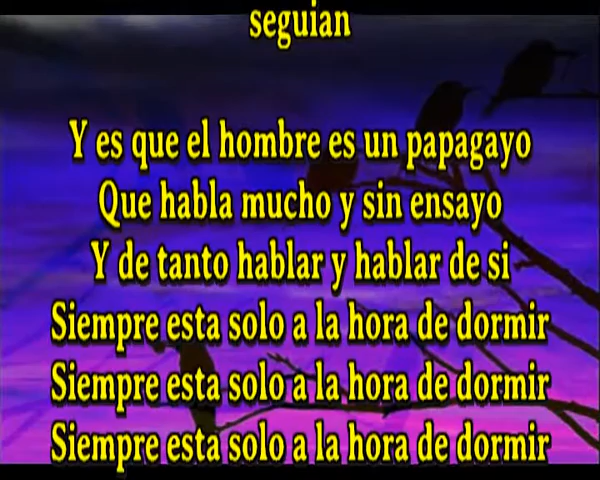 seguian
Y es que el hombre es un papagayo
Que habla mucho y sin ensayo
Y de tanto hablar y hablar de si
Siempre esta solo a la hora de dormir
Siempre esta solo a la hora de dormir
Siempre esta solo a la hora de dormir